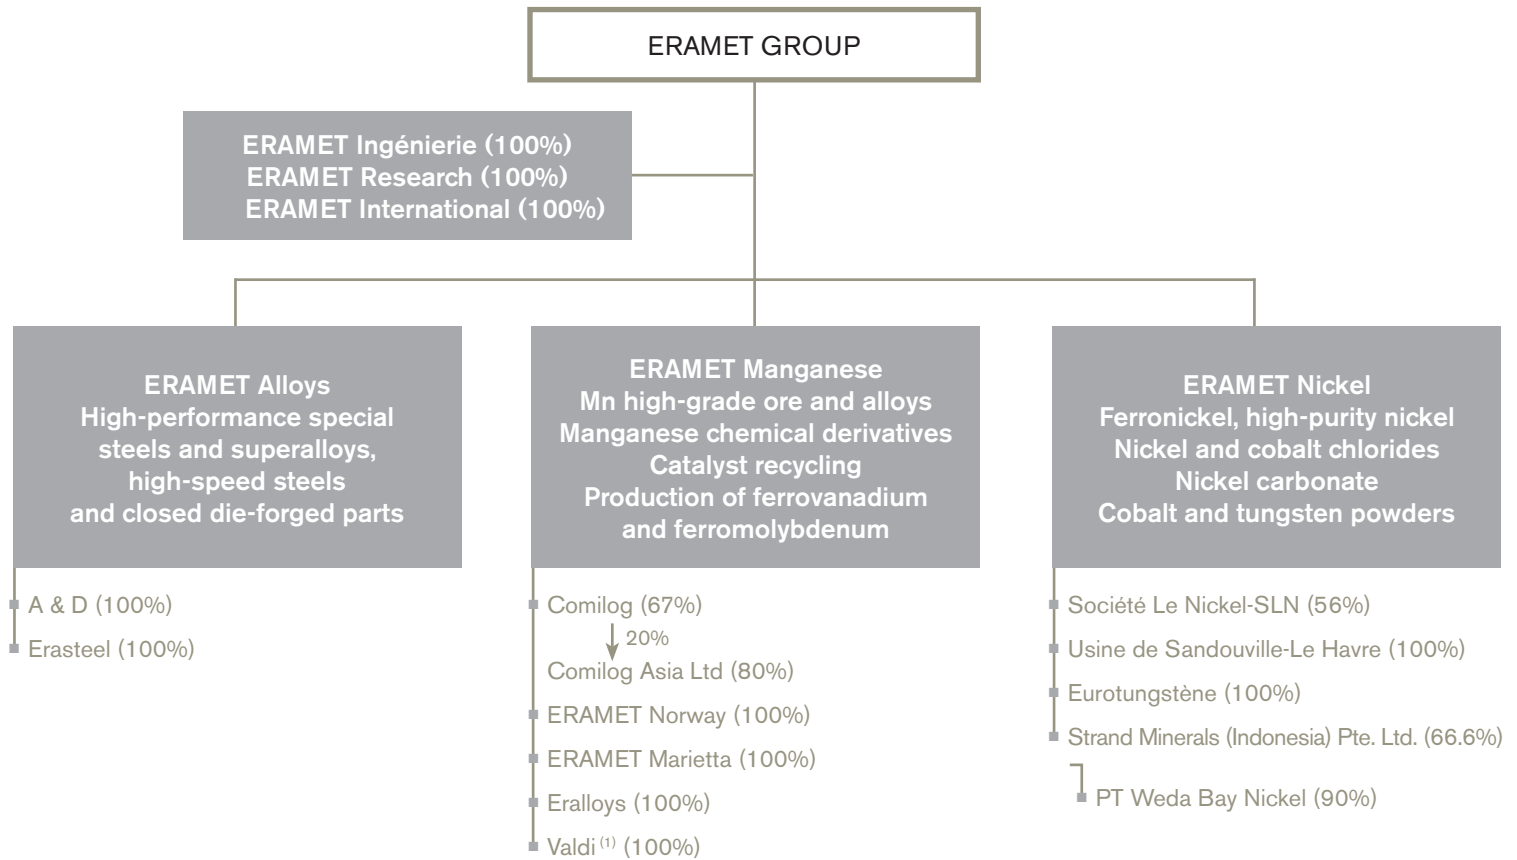 ERAMET GROUP
ERAMET Ingénierie (100%)
ERAMET Research (100%)
ERAMET International (100%)
ERAMET Alloys
High-performance special
steels and superalloys,
high-speed steels
and closed die-forged parts
A & D (100%)
Erasteel (100%)
ERAMET Manganese
Mn high-grade ore and alloys
Manganese chemical derivatives
Catalyst recycling
Production of ferrovanadium
and ferromolybdenum
Comilog (67%)
20%
Comilog Asia Ltd (80%)
ERAMET Norway (100%)
ERAMET Marietta (100%)
Eralloys (100%)
Valdi (1) (100%)
ERAMET Nickel
Ferronickel, high-purity nickel
Nickel and cobalt chlorides
Nickel carbonate
Cobalt and tungsten powders
Société Le Nickel-SLN (56%)
Usine de Sandouville-Le Havre (100%)
Eurotungstène (100%)
Strand Minerals (Indonesia) Pte. Ltd. (66.6%)
PT Weda Bay Nickel (90%)